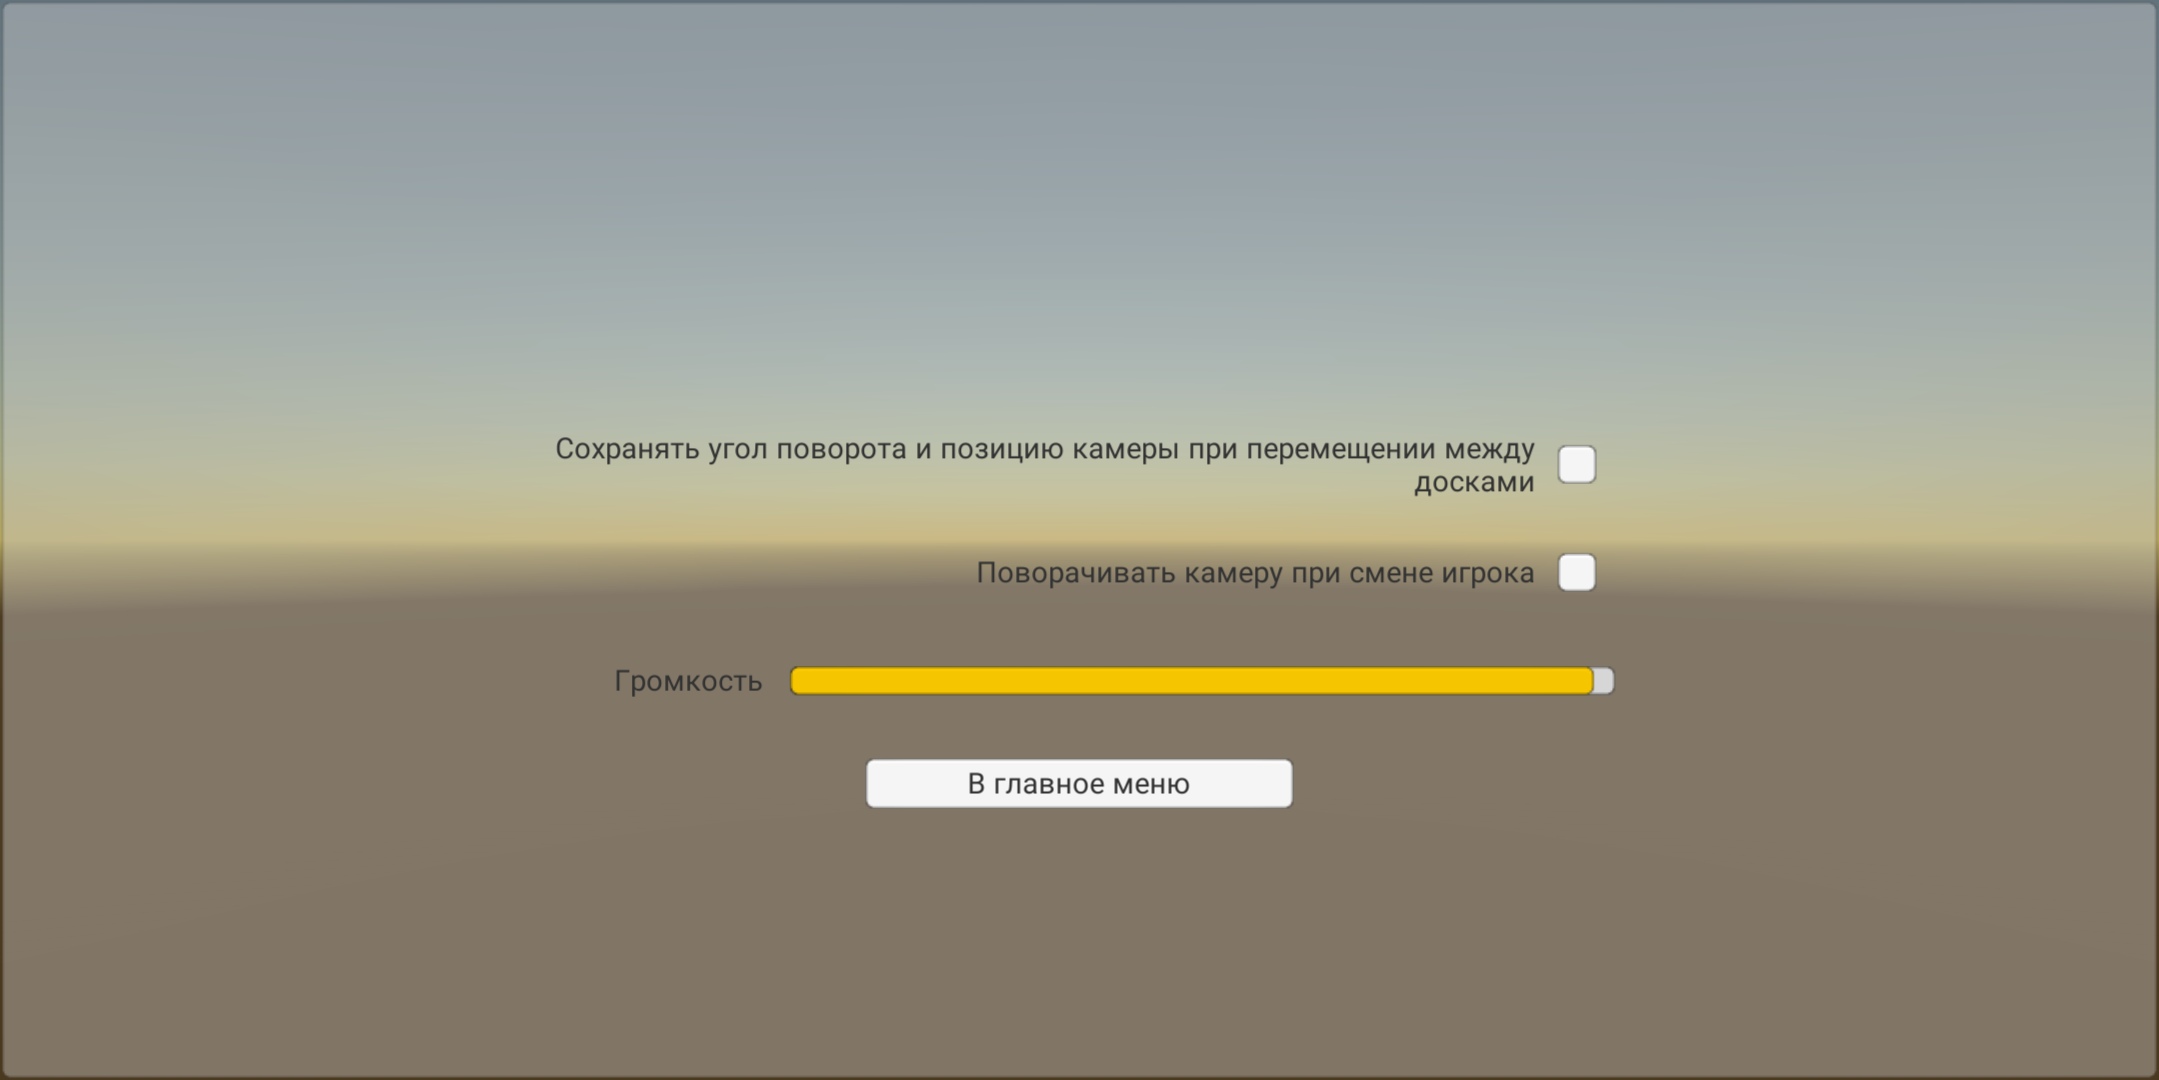 Сохранять угол поворота и позицию камеры при перемещении между
досками
Поворачивать камеру при смене игрока
Громкость
В главное меню